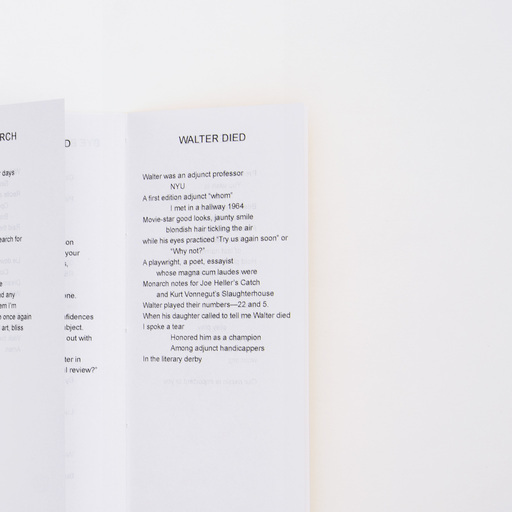 RCH
days
earch for
e
d any
em I'm
once again
art, bliss
D
on
your
s,
one.
nfidences
ubject.
out with
ter in
I review?"
WALTER DIED
Walter was an adjunct professor
NYU
A first edition adjunct "whom"
I met in a hallway 1964
Movie-star good looks, jaunty smile
blondish hair tickling the air
while his eyes practiced "Try us again soon" or
"Why not?"
A playwright, a poet, essayist
whose magna cum laudes were
Monarch notes for Joe Heller's Catch
and Kurt Vonnegut's Slaughterhouse
Walter played their numbers—22 and 5.
When his daughter called to tell me Walter died
I spoke a tear
Honored him as a champion
Among adjunct handicappers
In the literary derby